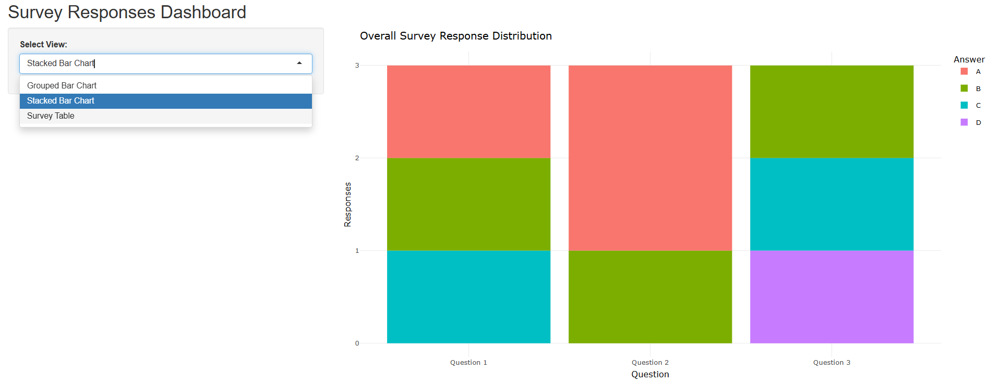 Survey Responses Dashboard
Select View:
Stacked Bar Chart
Grouped Bar Chart
Stacked Bar Chart
Survey Table
Overall Survey Response Distribution
Responses
3
2
1
0
Question 1
Question 2
Question 3
Question
Answer
A
B
C
D